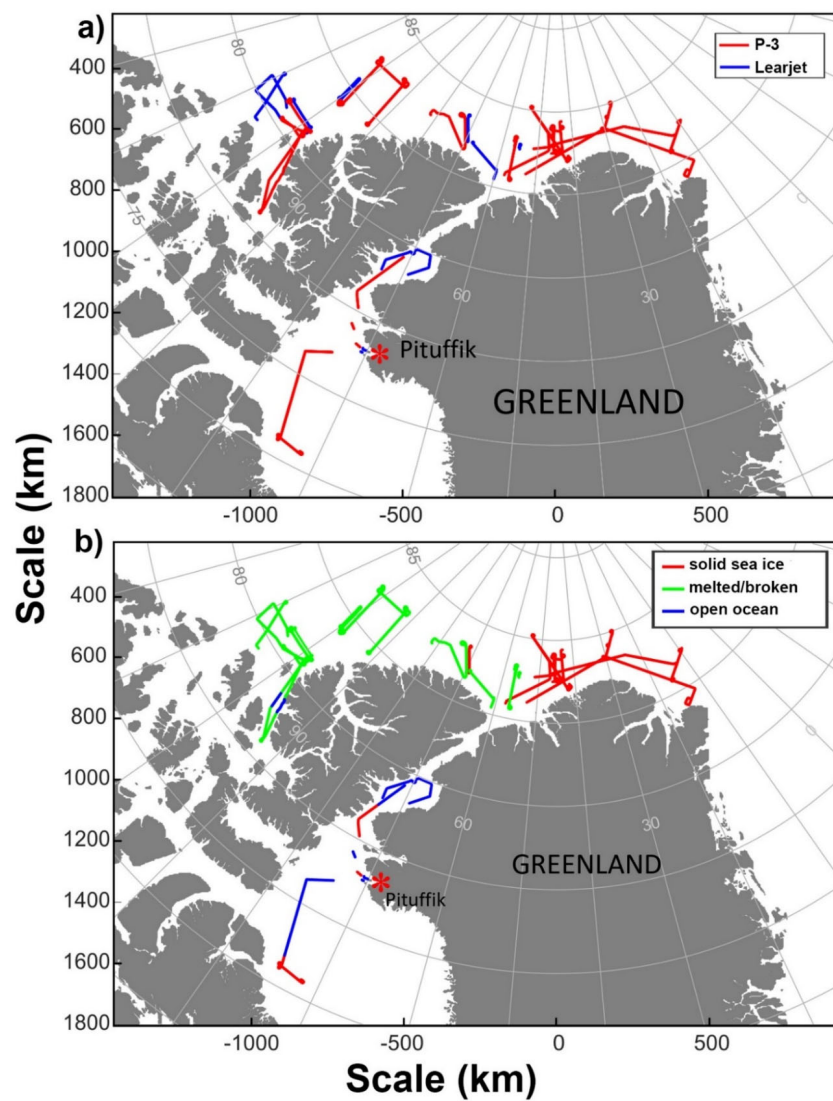 a)
P-3
Learjet
400
600
800
1000
1200
1400
1600
1800
80
85
75
90
60
30
0
Pituffik
GREENLAND
-1000
-500
0
500
Scale (km)
b)
solid sea ice
melted/broken
open ocean
400
600
800
1000
1200
1400
1600
1800
80
85
75
90
60
30
0
Pituffik
GREENLAND
-1000
-500
0
500
Scale (km)